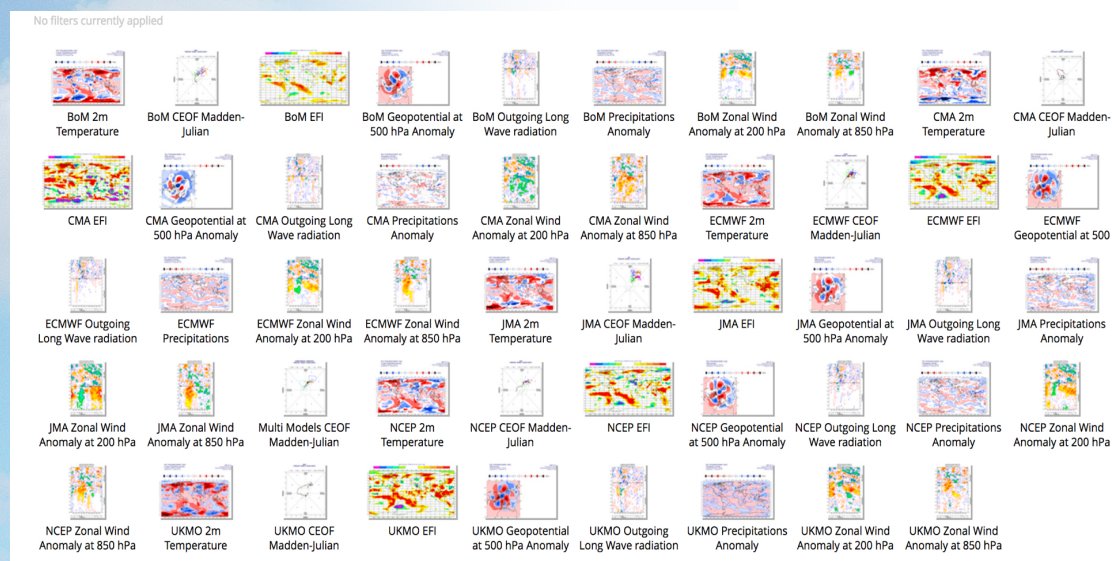 No filters currently applied
BoM 2m Temperature
BoM CEOF Madden-Julian
BoM EFI
BoM Geopotential at 500 hPa Anomaly
BoM Outgoing Long Wave radiation
BoM Precipitations Anomaly
BoM Zonal Wind Anomaly at 200 hPa
BoM Zonal Wind Anomaly at 850 hPa
CMA 2m Temperature
CMA CEOF Madden-Julian
CMA EFI
CMA Geopotential at 500 hPa Anomaly
CMA Outgoing Long Wave radiation
CMA Precipitations Anomaly
CMA Zonal Wind Anomaly at 200 hPa
CMA Zonal Wind Anomaly at 850 hPa
ECMWF 2m Temperature
ECMWF CEOF Madden-Julian
ECMWF EFI
ECMWF Geopotential at 500
ECMWF Outgoing Long Wave radiation
ECMWF Precipitations
ECMWF Zonal Wind Anomaly at 200 hPa
ECMWF Zonal Wind Anomaly at 850 hPa
JMA 2m Temperature
JMA CEOF Madden-Julian
JMA EFI
JMA Geopotential at 500 hPa Anomaly
JMA Outgoing Long Wave radiation
JMA Precipitations Anomaly
JMA Zonal Wind Anomaly at 200 hPa
JMA Zonal Wind Anomaly at 850 hPa
Multi Models CEOF Madden-Julian
NCEP 2m Temperature
NCEP CEOF Madden-Julian
NCEP EFI
NCEP Geopotential at 500 hPa Anomaly
NCEP Outgoing Long Wave radiation
NCEP Precipitations Anomaly
NCEP Zonal Wind Anomaly at 200 hPa
NCEP Zonal Wind Anomaly at 850 hPa
UKMO 2m Temperature
UKMO CEOF Madden-Julian
UKMO EFI
UKMO Geopotential at 500 hPa Anomaly
UKMO Outgoing Long Wave radiation
UKMO Precipitations Anomaly
UKMO Zonal Wind Anomaly at 200 hPa
UKMO Zonal Wind Anomaly at 850 hPa